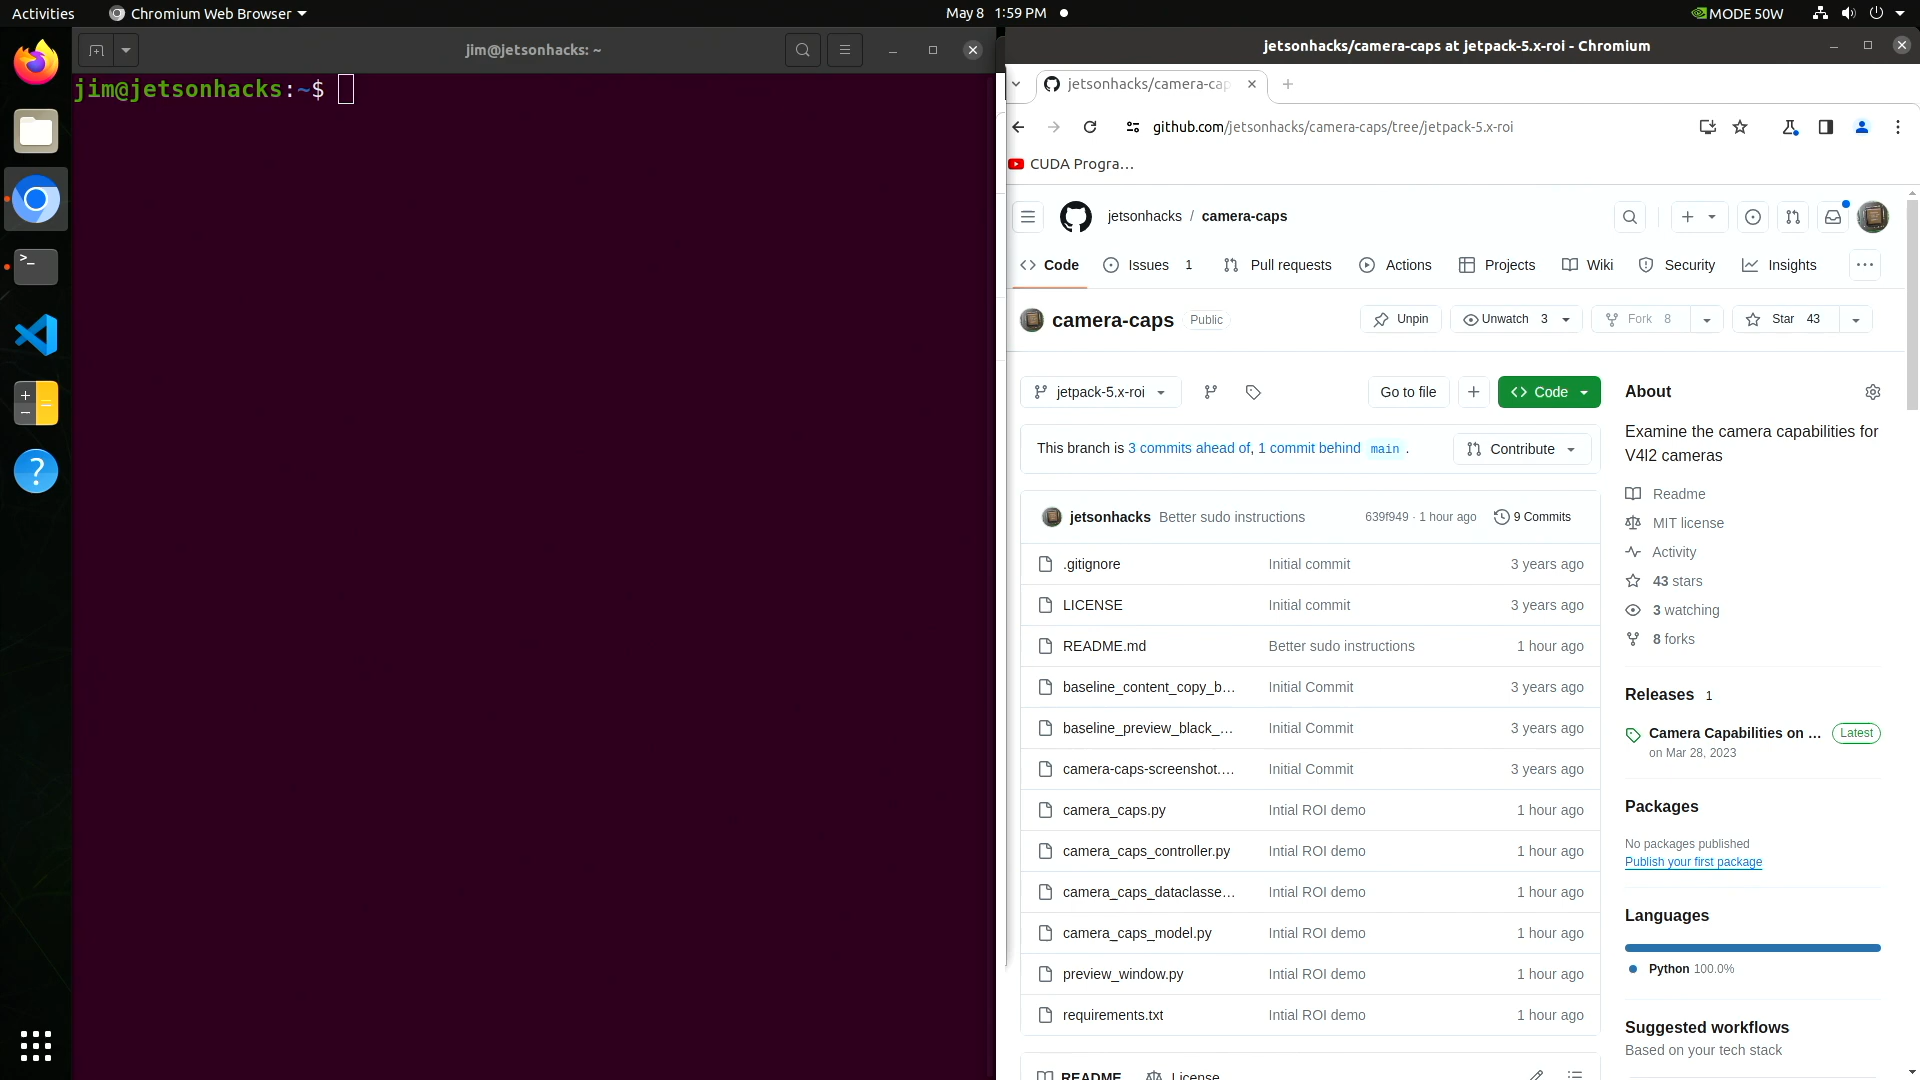 Activities
Chromium Web Browser
May 8 1:59 PM
MODE 50W
jim@jetsonhacks: ~
jim@jetsonhacks:~$
jetsonhacks/camera-caps at jetpack-5.x-roi - Chromium
jetsonhacks/camera-cap
github.com/jetsonhacks/camera-caps/tree/jetpack-5.x-roi
CUDA Progra...
jetsonhacks / camera-caps
Code
Issues 1
Pull requests
Actions
Projects
Wiki
Security
Insights
camera-caps Public
Unpin
Unwatch 3
Fork 8
Star 43
jetpack-5.x-roi
Go to file
Code
This branch is 3 commits ahead of, 1 commit behind main .
Contribute
jetsonhacks Better sudo instructions 639f949 · 1 hour ago 9 Commits
.gitignore Initial commit 3 years ago
LICENSE Initial commit 3 years ago
README.md Better sudo instructions 1 hour ago
baseline_content_copy_b... Initial Commit 3 years ago
baseline_preview_black_... Initial Commit 3 years ago
camera-caps-screenshot.... Initial Commit 3 years ago
camera_caps.py Intial ROI demo 1 hour ago
camera_caps_controller.py Intial ROI demo 1 hour ago
camera_caps_dataclasse... Intial ROI demo 1 hour ago
camera_caps_model.py Intial ROI demo 1 hour ago
preview_window.py Intial ROI demo 1 hour ago
requirements.txt Intial ROI demo 1 hour ago
README
License
About
Examine the camera capabilities for
V4l2 cameras
Readme
MIT license
Activity
43 stars
3 watching
8 forks
Releases 1
Camera Capabilities on ... Latest
on Mar 28, 2023
Packages
No packages published
Publish your first package
Languages
Python 100.0%
Suggested workflows
Based on your tech stack